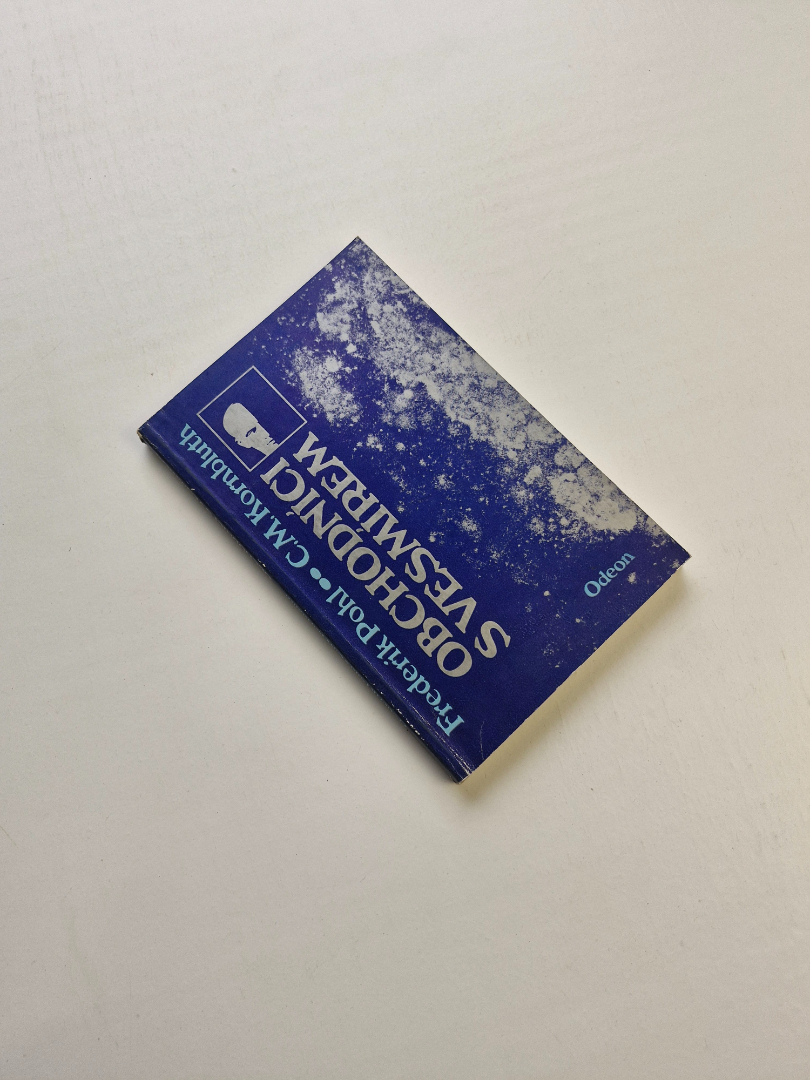 Frederik Pohl •• C.M.Kornbluth
OBCHODNÍCI
S VESMÍREM
Odeon